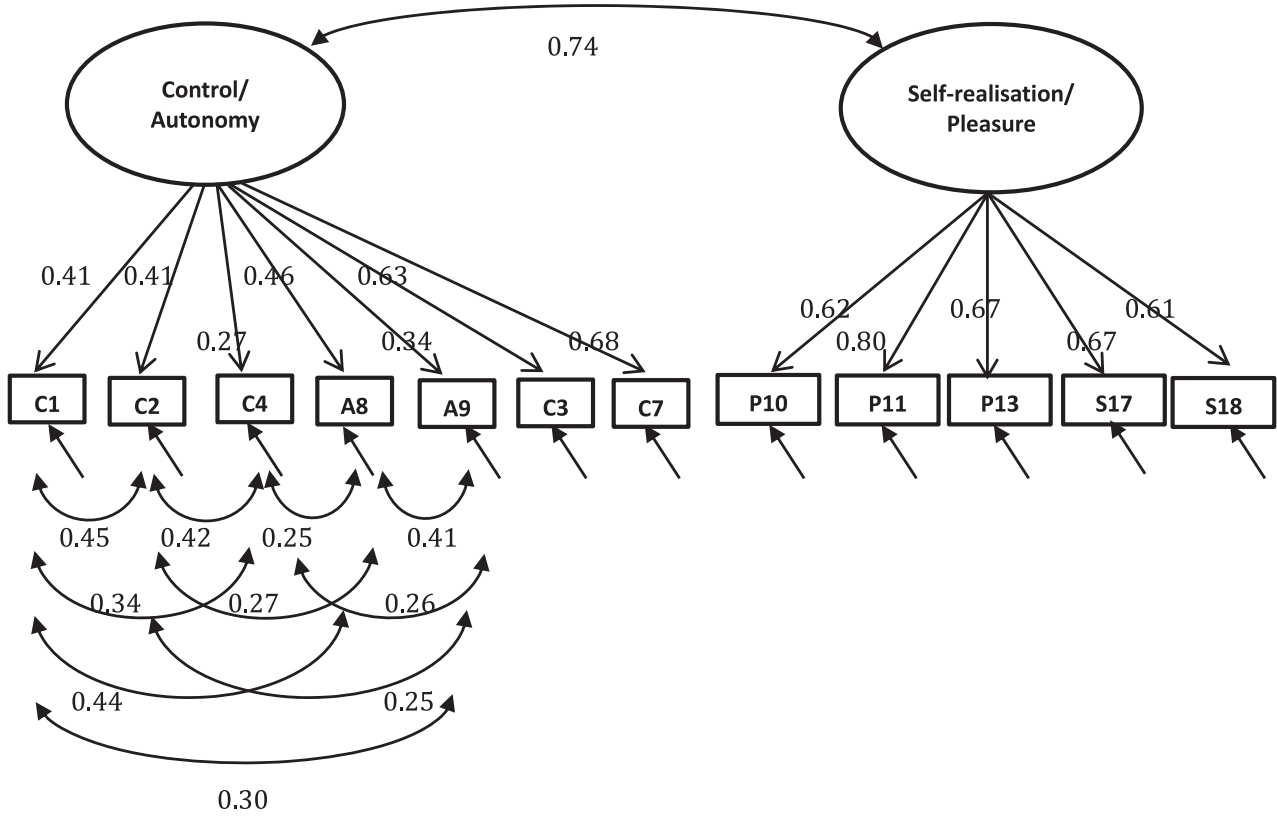 0.74
Control/
Autonomy
Self-realisation/
Pleasure
0.41 0.41 0.46 0.63
0.27 0.34 0.68
0.62 0.67 0.61
0.80 0.67
C1 C2 C4 A8 A9 C3 C7 P10 P11 P13 S17 S18
0.45 0.42 0.25 0.41
0.34 0.27 0.26
0.44 0.25
0.30